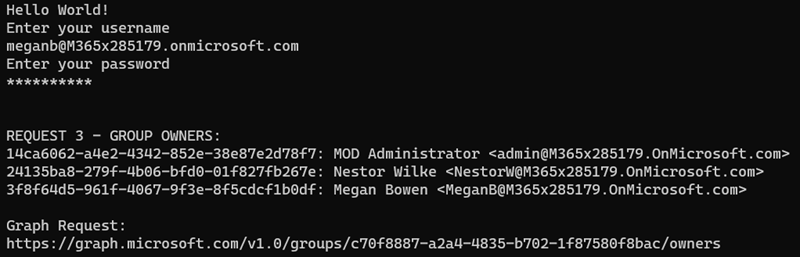 Hello World!
Enter your username
meganb@M365x285179.onmicrosoft.com
Enter your password
**********
REQUEST 3 - GROUP OWNERS:
14ca6062-a4e2-4342-852e-38e87e2d78f7: MOD Administrator <admin@M365x285179.OnMicrosoft.com>
24135ba8-279f-4b06-bfd0-01f827fb267e: Nestor Wilke <NestorW@M365x285179.OnMicrosoft.com>
3f8f64d5-961f-4067-9f3e-8f5cdcf1b0df: Megan Bowen <MeganB@M365x285179.OnMicrosoft.com>
Graph Request:
https://graph.microsoft.com/v1.0/groups/c70f8887-a2a4-4835-b702-1f87580f8bac/owners